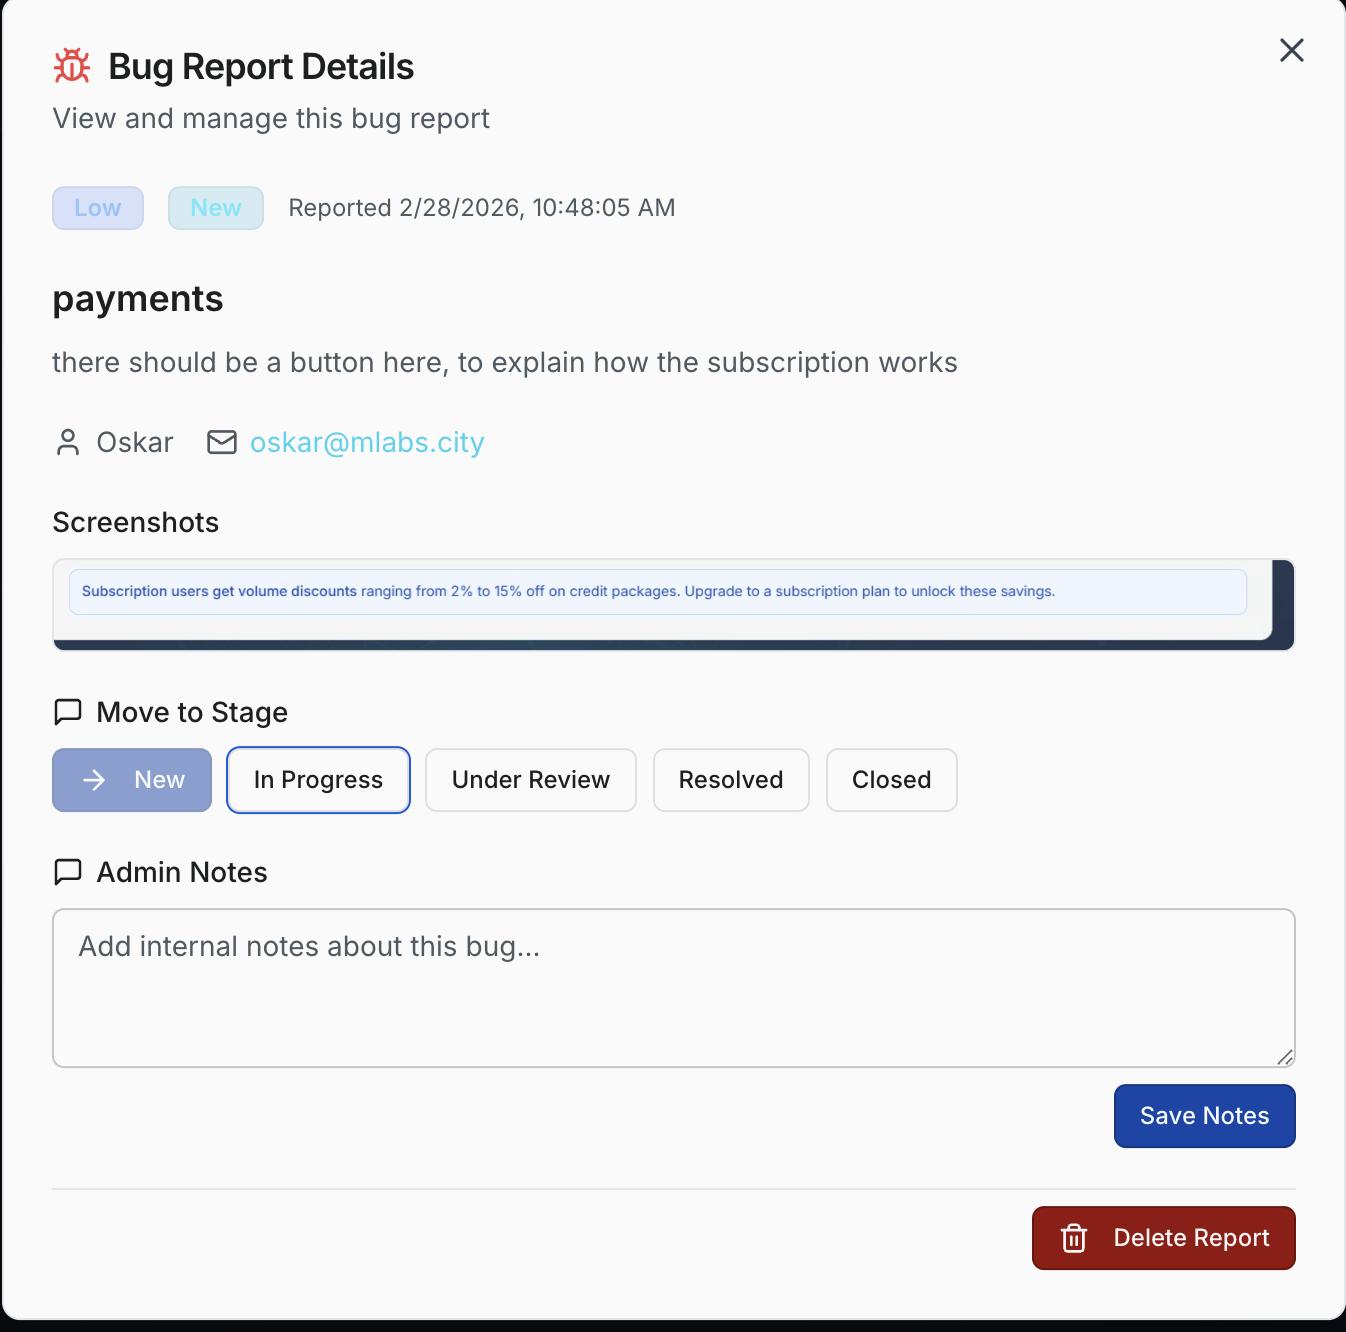 Bug Report Details
View and manage this bug report
Low New Reported 2/28/2026, 10:48:05 AM
payments
there should be a button here, to explain how the subscription works
Oskar oskar@mlabs.city
Screenshots
Subscription users get volume discounts ranging from 2% to 15% off on credit packages. Upgrade to a subscription plan to unlock these savings.
Move to Stage
New In Progress Under Review Resolved Closed
Admin Notes
Add internal notes about this bug...
Save Notes
Delete Report